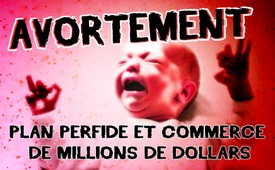 AVORTEMENT
PLAN PERFIDE ET COMMERCE
DE MILLIONS DE DOLLARS